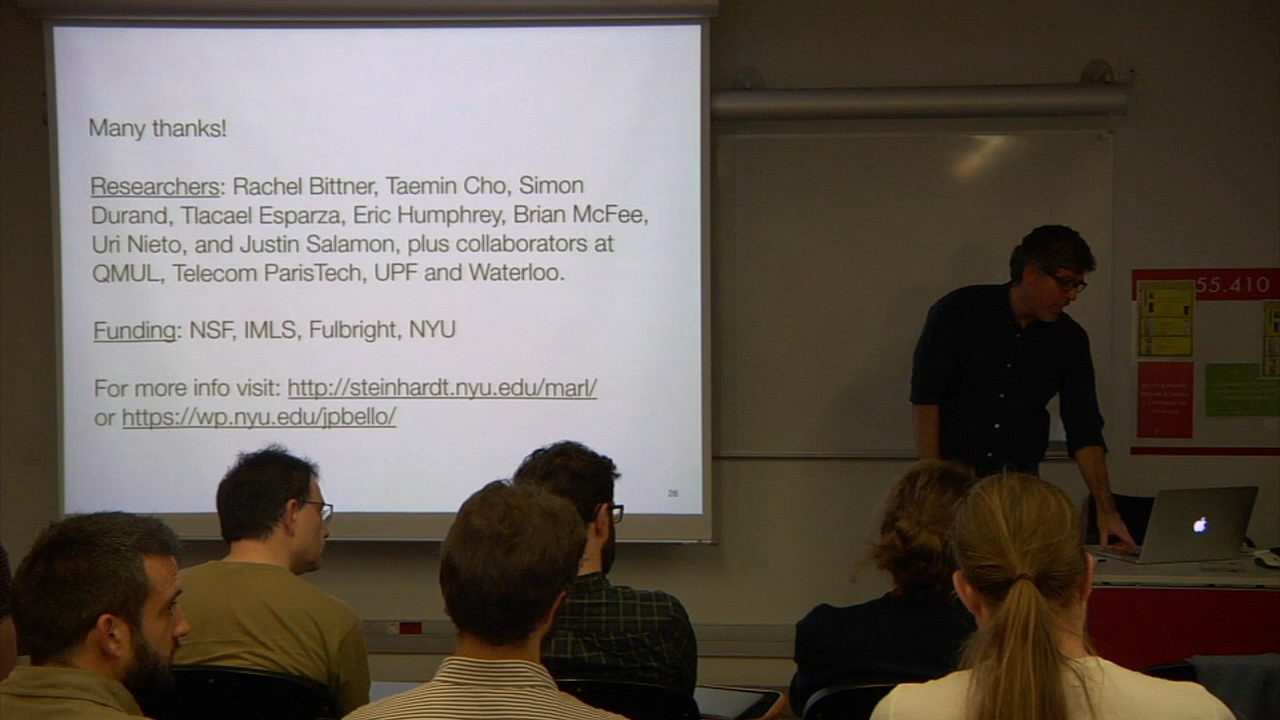 Many thanks!
Researchers: Rachel Bittner, Taemin Cho, Simon
Durand, Tlacael Esparza, Eric Humphrey, Brian McFee,
Uri Nieto, and Justin Salamon, plus collaborators at
QMUL, Telecom ParisTech, UPF and Waterloo.
Funding: NSF, IMLS, Fulbright, NYU
For more info visit: http://steinhardt.nyu.edu/marl/
or https://wp.nyu.edu/jpbello/
26
55.410